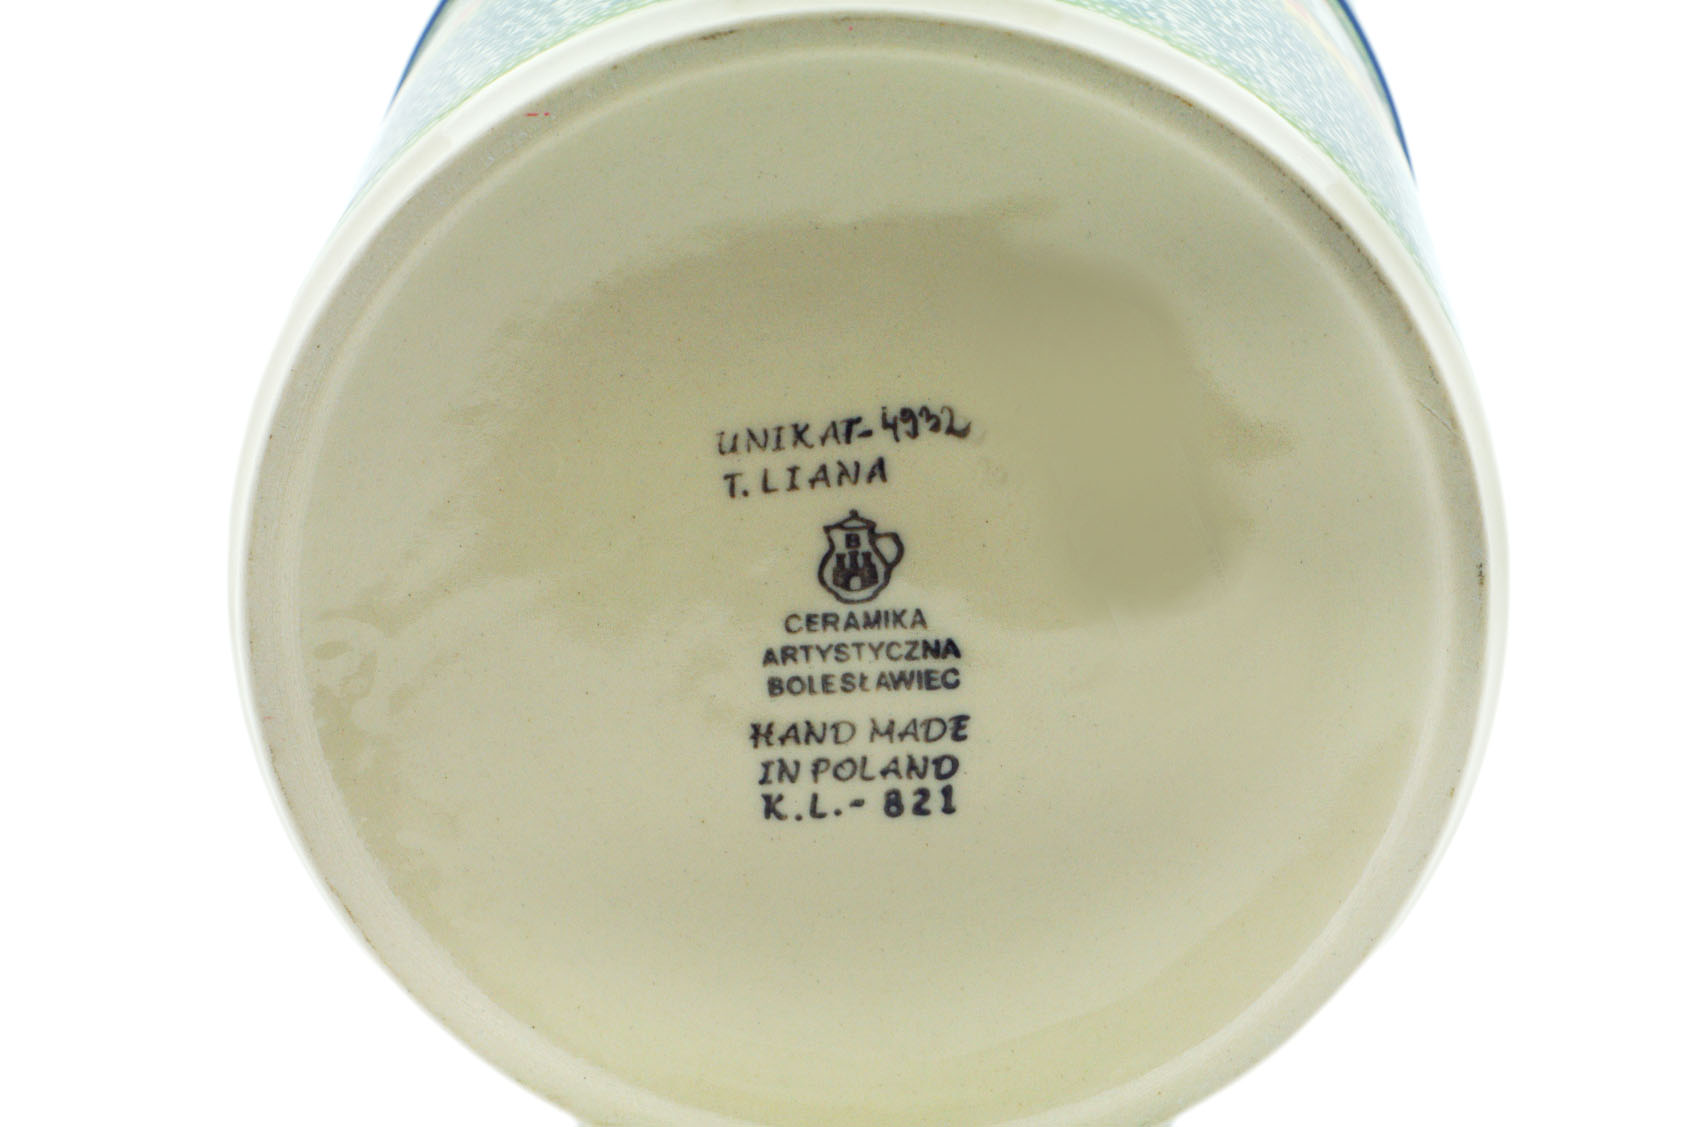 UNIKAT-4932
T. LIANA
B
CERAMIKA
ARTYSTYCZNA
BOLESŁAWIEC
HAND MADE
IN POLAND
K.L.-821